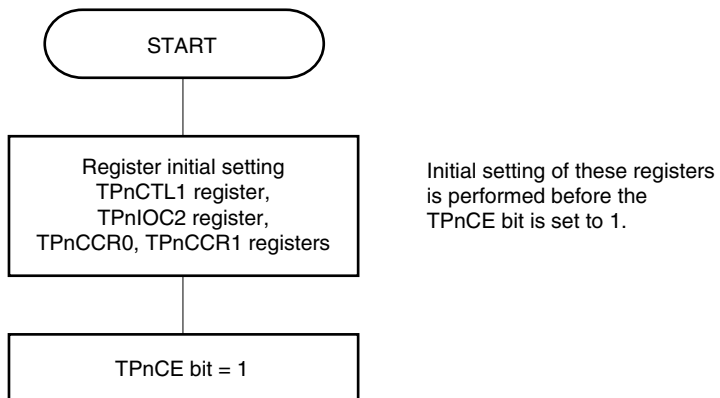 START
Register initial setting
TPnCTL1 register,
TPnIOC2 register,
TPnCCR0, TPnCCR1 registers
Initial setting of these registers
is performed before the
TPnCE bit is set to 1.
TPnCE bit = 1